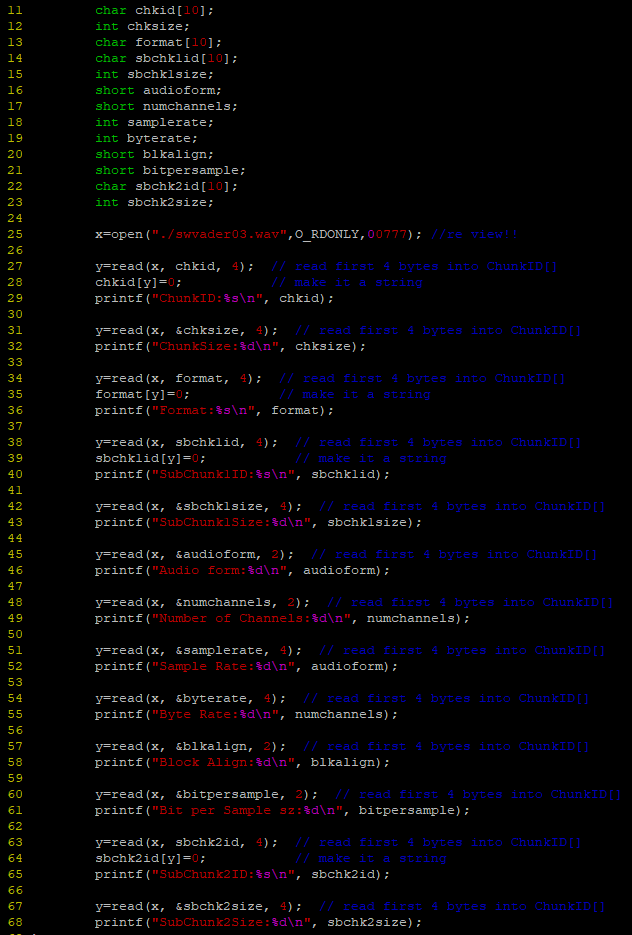 11 char chkid[10];
12 int chksize;
13 char format[10];
14 char sbchk1id[10];
15 int sbchk1size;
16 short audioform;
17 short numchannels;
18 int samplerate;
19 int byterate;
20 short blkalign;
21 short bitpersample;
22 char sbchk2id[10];
23 int sbchk2size;
24
25 x=open("./swvader03.wav",O_RDONLY,00777); //re view!!
26
27 y=read(x, chkid, 4); // read first 4 bytes into ChunkID[]
28 chkid[y]=0; // make it a string
29 printf("ChunkID:%s\n", chkid);
30
31 y=read(x, &chksize, 4); // read first 4 bytes into ChunkID[]
32 printf("ChunkSize:%d\n", chksize);
33
34 y=read(x, format, 4); // read first 4 bytes into ChunkID[]
35 format[y]=0; // make it a string
36 printf("Format:%s\n", format);
37
38 y=read(x, sbchk1id, 4); // read first 4 bytes into ChunkID[]
39 sbchk1id[y]=0; // make it a string
40 printf("SubChunk1ID:%s\n", sbchk1id);
41
42 y=read(x, &sbchk1size, 4); // read first 4 bytes into ChunkID[]
43 printf("SubChunk1Size:%d\n", sbchk1size);
44
45 y=read(x, &audioform, 2); // read first 4 bytes into ChunkID[]
46 printf("Audio form:%d\n", audioform);
47
48 y=read(x, &numchannels, 2); // read first 4 bytes into ChunkID[]
49 printf("Number of Channels:%d\n", numchannels);
50
51 y=read(x, &samplerate, 4); // read first 4 bytes into ChunkID[]
52 printf("Sample Rate:%d\n", audioform);
53
54 y=read(x, &byterate, 4); // read first 4 bytes into ChunkID[]
55 printf("Byte Rate:%d\n", numchannels);
56
57 y=read(x, &blkalign, 2); // read first 4 bytes into ChunkID[]
58 printf("Block Align:%d\n", blkalign);
59
60 y=read(x, &bitpersample, 2); // read first 4 bytes into ChunkID[]
61 printf("Bit per Sample sz:%d\n", bitpersample);
62
63 y=read(x, sbchk2id, 4); // read first 4 bytes into ChunkID[]
64 sbchk2id[y]=0; // make it a string
65 printf("SubChunk2ID:%s\n", sbchk2id);
66
67 y=read(x, &sbchk2size, 4); // read first 4 bytes into ChunkID[]
68 printf("SubChunk2Size:%d\n", sbchk2size);